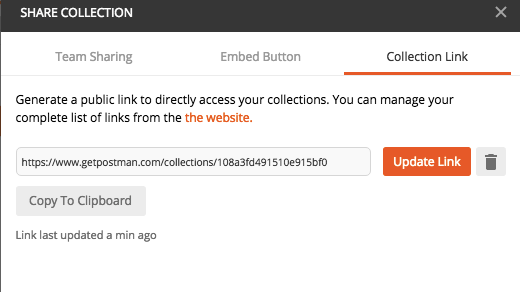 SHARE COLLECTION
Team Sharing
Embed Button
Collection Link
Generate a public link to directly access your collections. You can manage your
complete list of links from the the website.
https://www.getpostman.com/collections/108a3fd491510e915bf0
Update Link
Copy To Clipboard
Link last updated a min ago